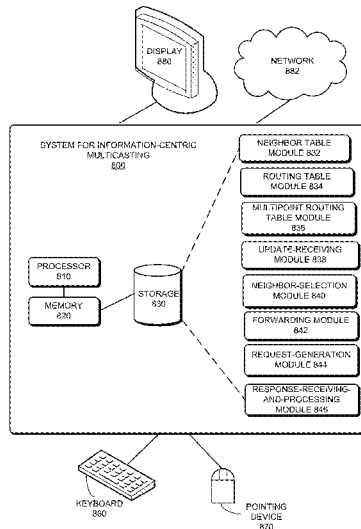 DISPLAY
880
NETWORK
882
SYSTEM FOR INFORMATION-CENTRIC
MULTICASTING
800
NEIGHBOR TABLE
MODULE 832
ROUTING TABLE
MODULE 834
MULTIPOINT ROUTING
TABLE MODULE
836
UPDATE-RECEIVING
MODULE 838
PROCESSOR
810
STORAGE
830
NEIGHBOR-SELECTION
MODULE 840
MEMORY
820
FORWARDING MODULE
842
REQUEST-GENERATION
MODULE 844
RESPONSE-RECEIVING-
AND-PROCESSING
MODULE 846
KEYBOARD
860
POINTING
DEVICE
870